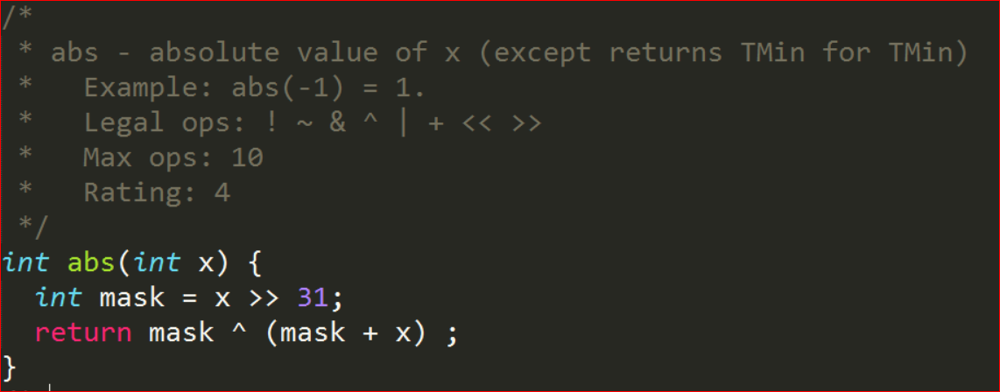 /*
 * abs - absolute value of x (except returns TMin for TMin)
 *   Example: abs(-1) = 1.
 *   Legal ops: ! ~ & ^ | + << >>
 *   Max ops: 10
 *   Rating: 4
 */
int abs(int x) {
  int mask = x >> 31;
  return mask ^ (mask + x) ;
}